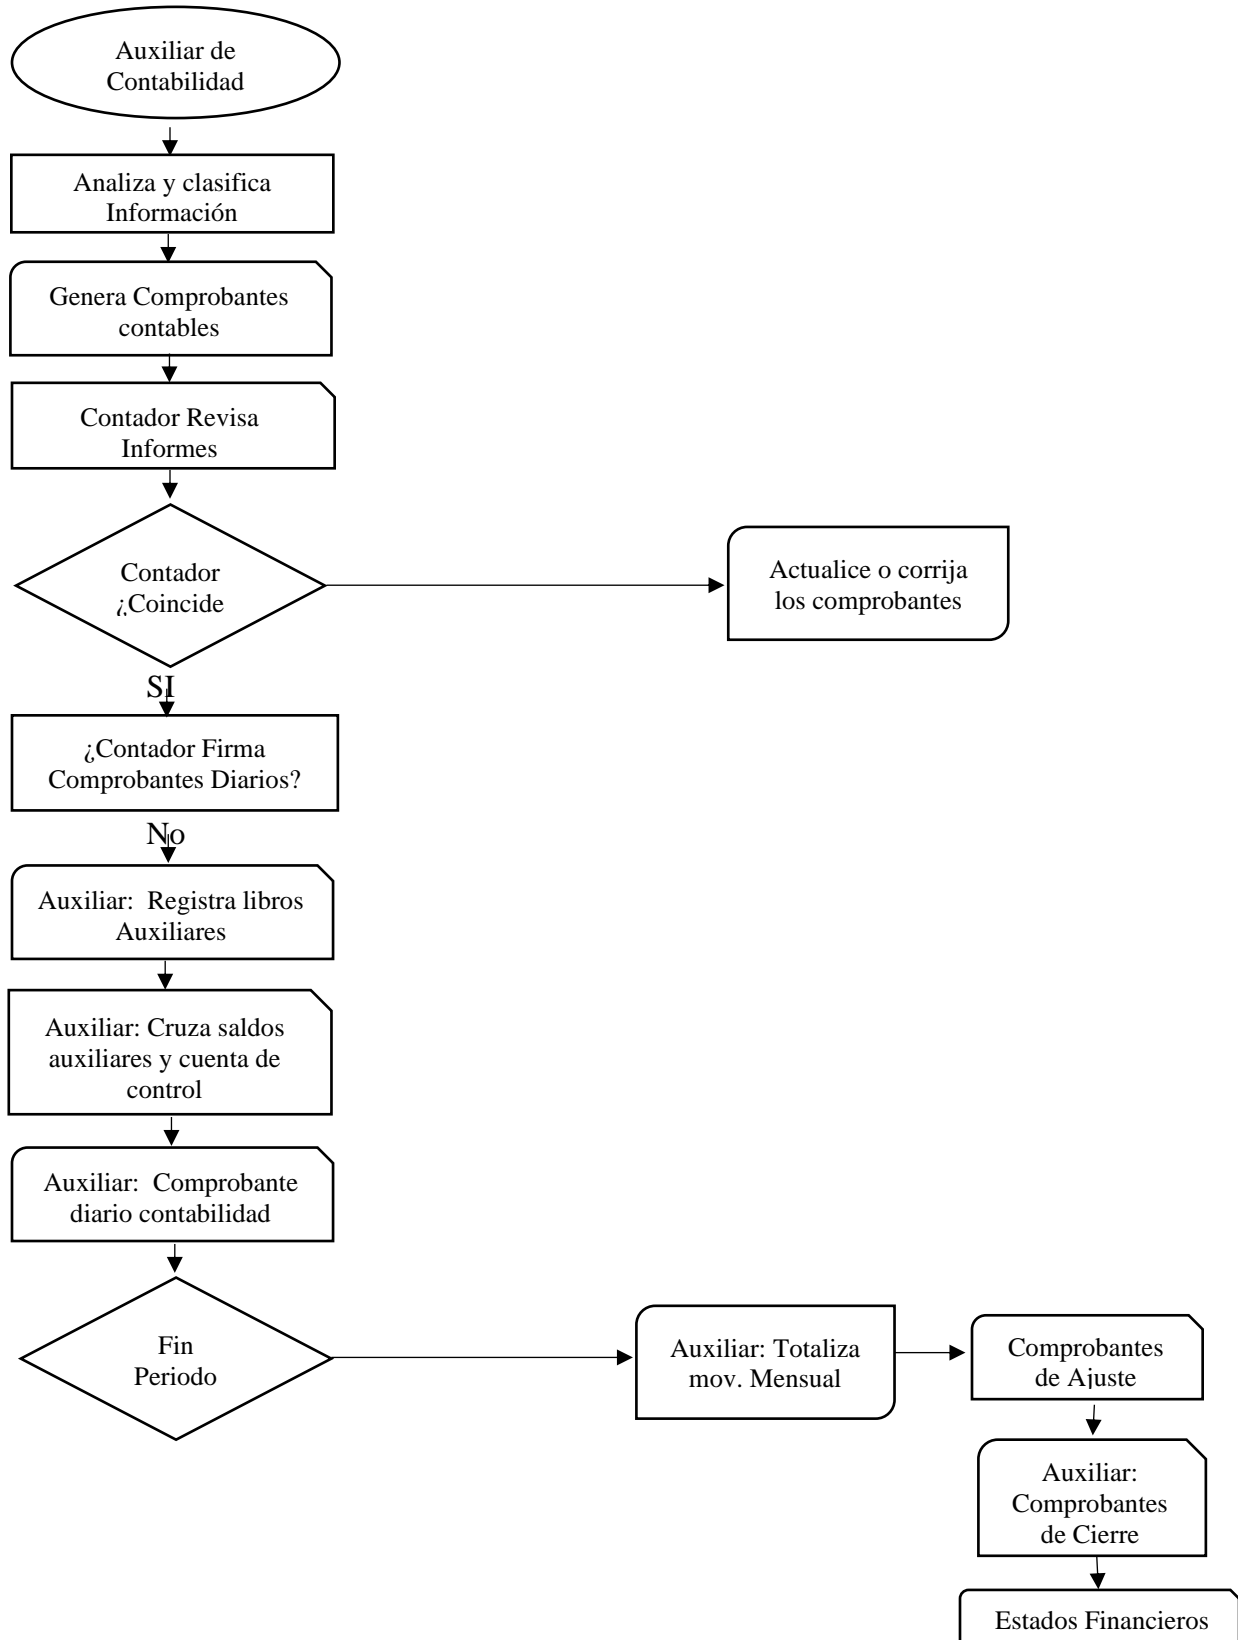 Auxiliar de
Contabilidad
Analiza y clasifica
Información
Genera Comprobantes
contables
Contador Revisa
Informes
Contador
¿Coincide
Actualice o corrija
los comprobantes
SI
¿Contador Firma
Comprobantes Diarios?
No
Auxiliar: Registra libros
Auxiliares
Auxiliar: Cruza saldos
auxiliares y cuenta de
control
Auxiliar: Comprobante
diario contabilidad
Fin
Periodo
Auxiliar: Totaliza
mov. Mensual
Comprobantes
de Ajuste
Auxiliar:
Comprobantes
de Cierre
Estados Financieros